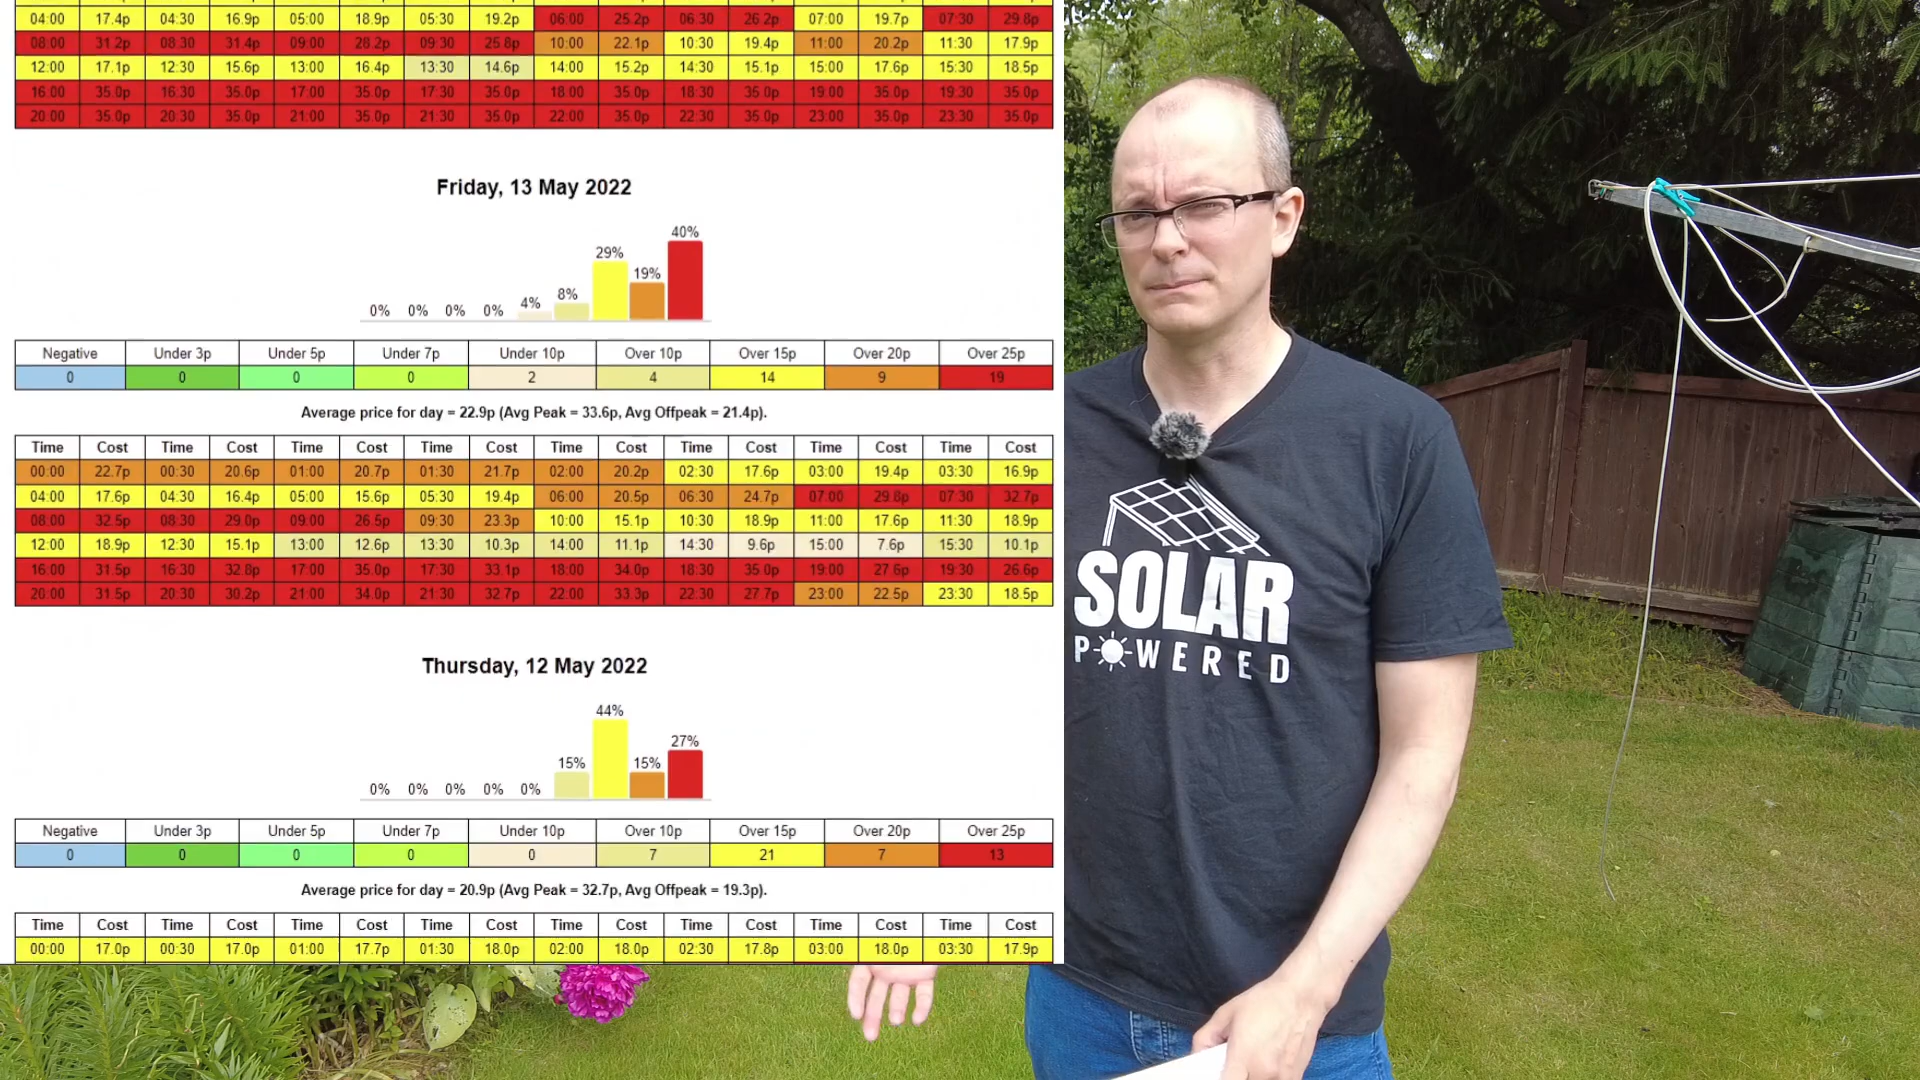 04:00 17.4p 04:30 16.9p 05:00 18.9p 05:30 19.2p 06:00 25.2p 06:30 26.2p 07:00 19.7p 07:30 29.8p
08:00 31.2p 08:30 31.4p 09:00 28.2p 09:30 25.8p 10:00 22.1p 10:30 19.4p 11:00 20.2p 11:30 17.9p
12:00 17.1p 12:30 15.6p 13:00 16.4p 13:30 14.6p 14:00 15.2p 14:30 15.1p 15:00 17.6p 15:30 18.5p
16:00 35.0p 16:30 35.0p 17:00 35.0p 17:30 35.0p 18:00 35.0p 18:30 35.0p 19:00 35.0p 19:30 35.0p
20:00 35.0p 20:30 35.0p 21:00 35.0p 21:30 35.0p 22:00 35.0p 22:30 35.0p 23:00 35.0p 23:30 35.0p
Friday, 13 May 2022
0% 0% 0% 0% 4% 8% 29% 19% 40%
Negative Under 3p Under 5p Under 7p Under 10p Over 10p Over 15p Over 20p Over 25p
0 0 0 0 2 4 14 9 19
Average price for day = 22.9p (Avg Peak = 33.6p, Avg Offpeak = 21.4p).
Time Cost Time Cost Time Cost Time Cost Time Cost Time Cost Time Cost Time Cost
00:00 22.7p 00:30 20.6p 01:00 20.7p 01:30 21.7p 02:00 20.2p 02:30 17.6p 03:00 19.4p 03:30 16.9p
04:00 17.6p 04:30 16.4p 05:00 15.6p 05:30 19.4p 06:00 20.5p 06:30 24.7p 07:00 29.8p 07:30 32.7p
08:00 32.5p 08:30 29.0p 09:00 26.5p 09:30 23.3p 10:00 15.1p 10:30 18.9p 11:00 17.6p 11:30 18.9p
12:00 18.9p 12:30 15.1p 13:00 12.6p 13:30 10.3p 14:00 11.1p 14:30 9.6p 15:00 7.6p 15:30 10.1p
16:00 31.5p 16:30 32.8p 17:00 35.0p 17:30 33.1p 18:00 34.0p 18:30 35.0p 19:00 27.6p 19:30 26.6p
20:00 31.5p 20:30 30.2p 21:00 34.0p 21:30 32.7p 22:00 33.3p 22:30 27.7p 23:00 22.5p 23:30 18.5p
Thursday, 12 May 2022
0% 0% 0% 0% 0% 15% 44% 15% 27%
Negative Under 3p Under 5p Under 7p Under 10p Over 10p Over 15p Over 20p Over 25p
0 0 0 0 0 7 21 7 13
Average price for day = 20.9p (Avg Peak = 32.7p, Avg Offpeak = 19.3p).
Time Cost Time Cost Time Cost Time Cost Time Cost Time Cost Time Cost Time Cost
00:00 17.0p 00:30 17.0p 01:00 17.7p 01:30 18.0p 02:00 18.0p 02:30 17.8p 03:00 18.0p 03:30 17.9p
SOLAR
POWERED